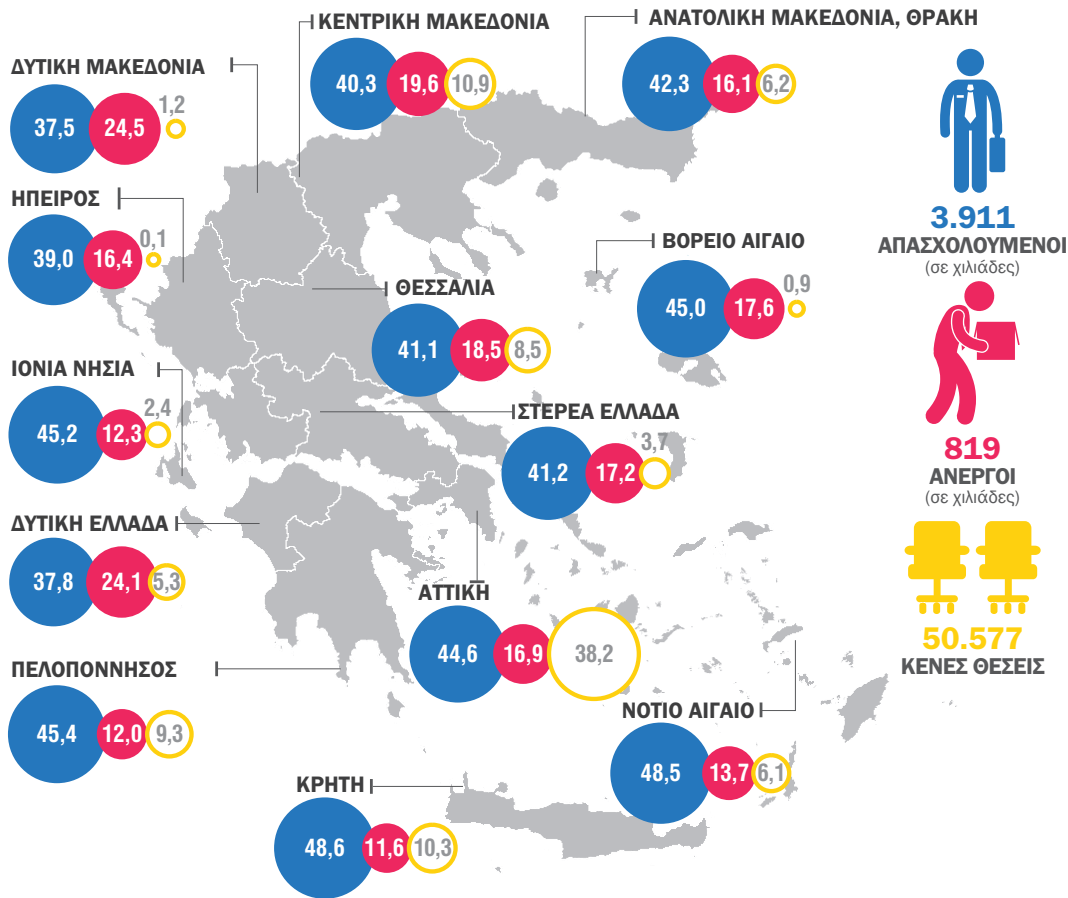 ΚΕΝΤΡΙΚΗ ΜΑΚΕΔΟΝΙΑ
40,3 19,6 10,9
ΑΝΑΤΟΛΙΚΗ ΜΑΚΕΔΟΝΙΑ, ΘΡΑΚΗ
42,3 16,1 6,2
ΔΥΤΙΚΗ ΜΑΚΕΔΟΝΙΑ
37,5 24,5 1,2
ΗΠΕΙΡΟΣ
39,0 16,4 0,1
ΒΟΡΕΙΟ ΑΙΓΑΙΟ
45,0 17,6 0,9
ΘΕΣΣΑΛΙΑ
41,1 18,5 8,5
ΙΟΝΙΑ ΝΗΣΙΑ
45,2 12,3 2,4
ΣΤΕΡΕΑ ΕΛΛΑΔΑ
41,2 17,2 3,7
ΔΥΤΙΚΗ ΕΛΛΑΔΑ
37,8 24,1 5,3
ΑΤΤΙΚΗ
44,6 16,9 38,2
ΠΕΛΟΠΟΝΝΗΣΟΣ
45,4 12,0 9,3
ΝΟΤΙΟ ΑΙΓΑΙΟ
48,5 13,7 6,1
ΚΡΗΤΗ
48,6 11,6 10,3
3.911
ΑΠΑΣΧΟΛΟΥΜΕΝΟΙ
(σε χιλιάδες)
819
ΑΝΕΡΓΟΙ
(σε χιλιάδες)
50.577
ΚΕΝΕΣ ΘΕΣΕΙΣ